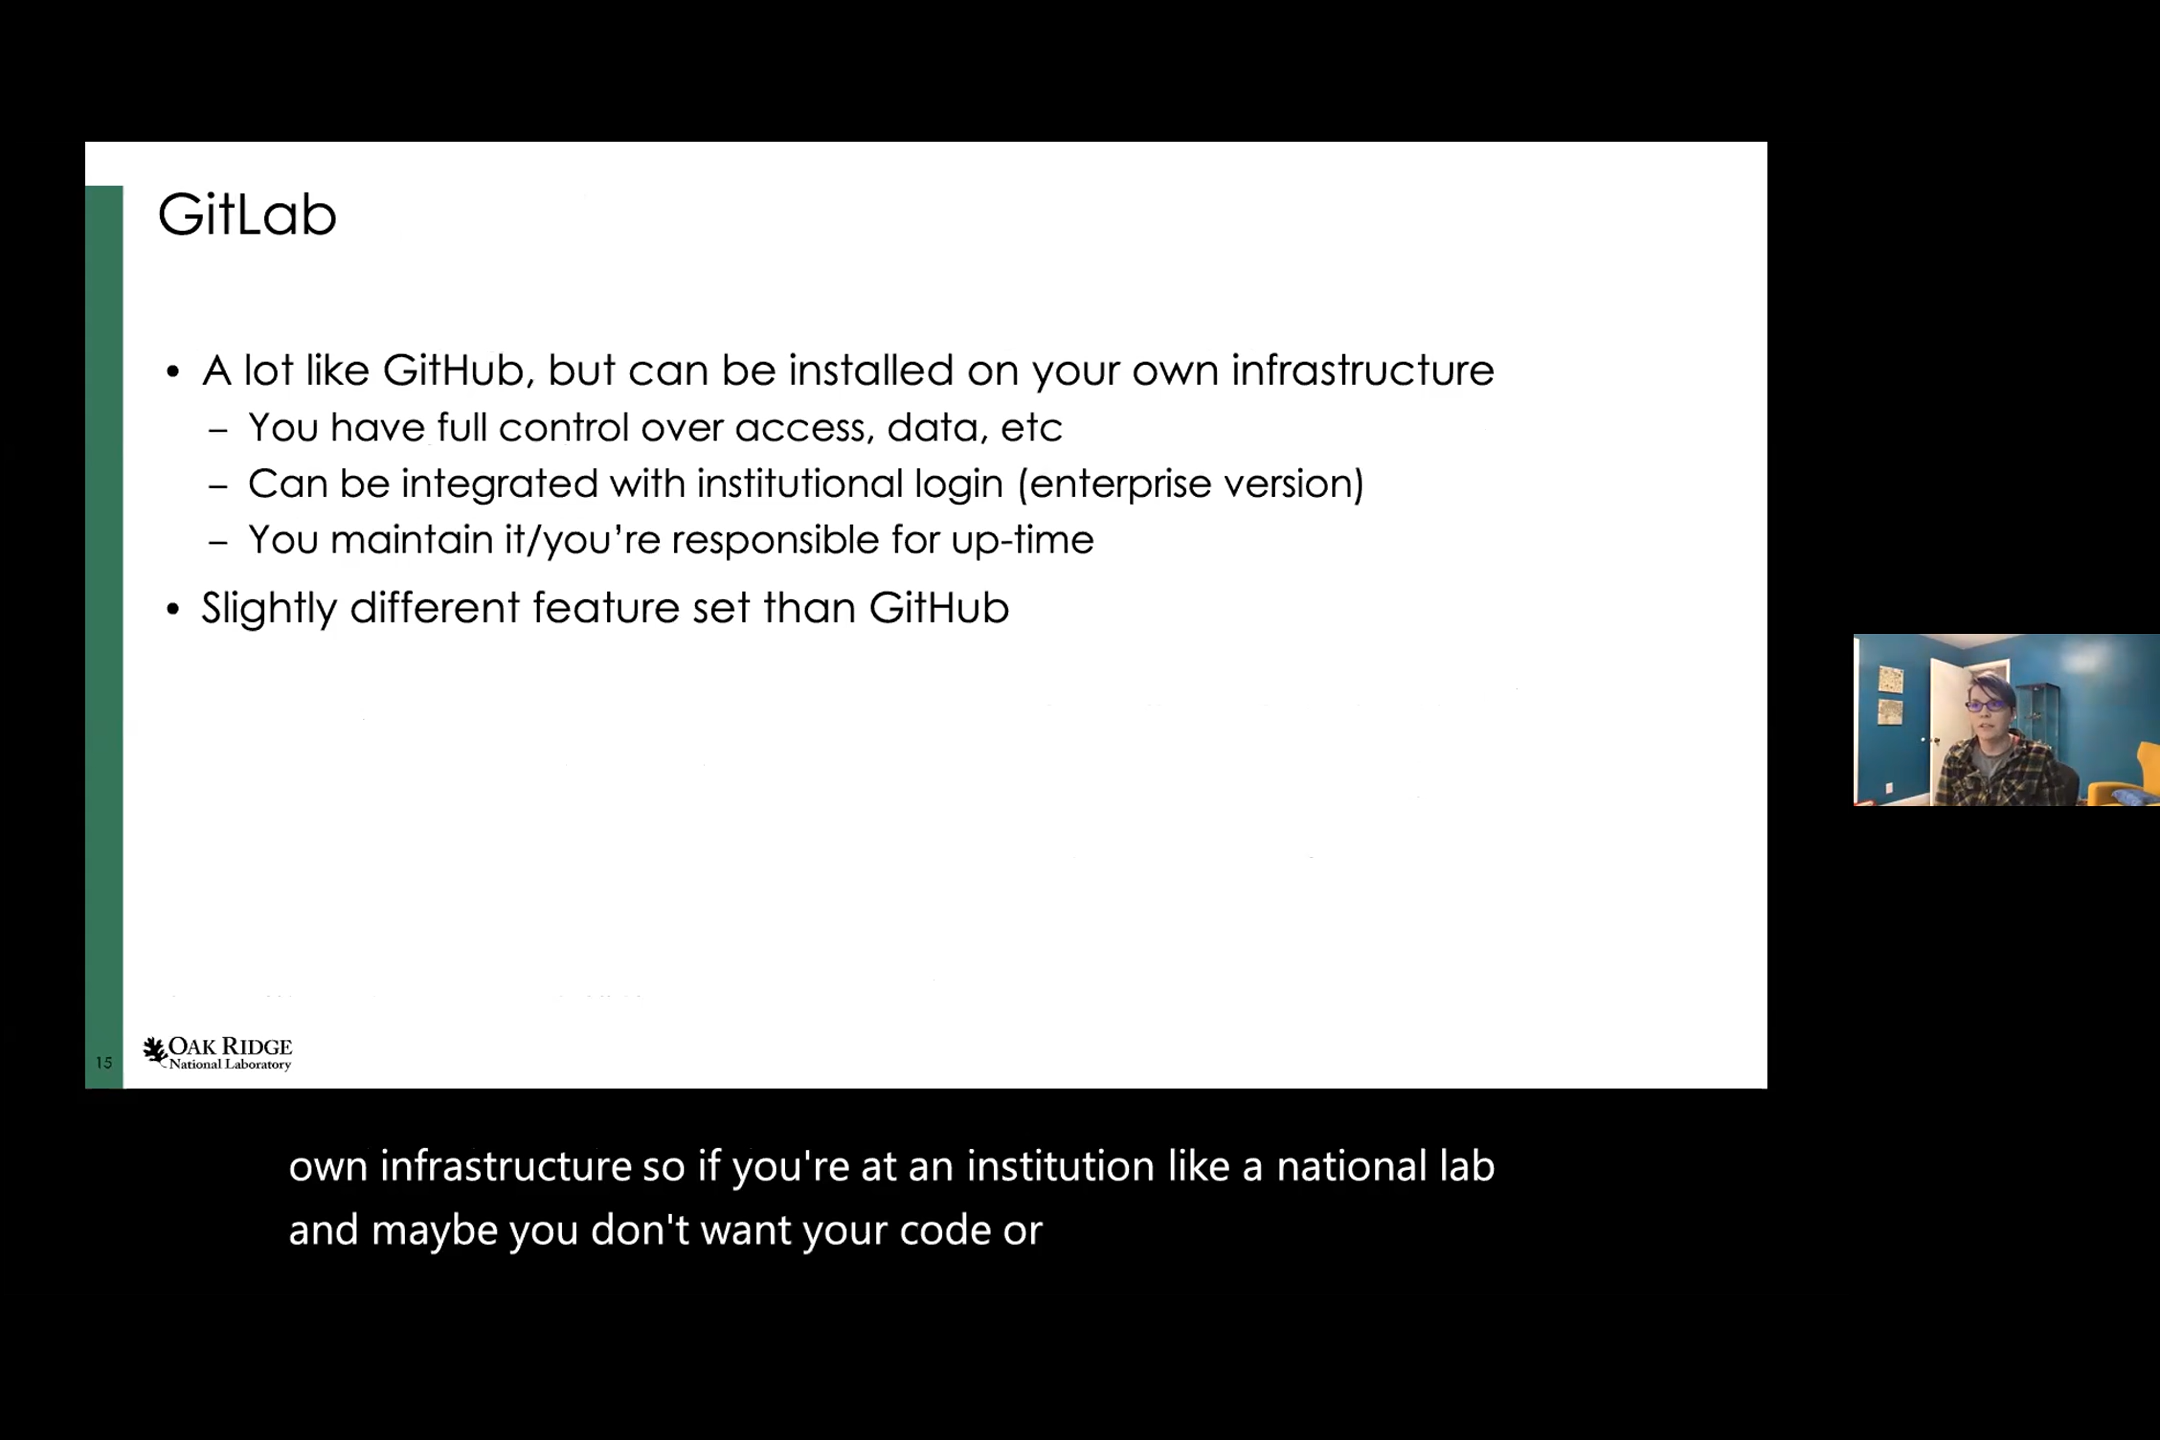 GitLab
• A lot like GitHub, but can be installed on your own infrastructure
– You have full control over access, data, etc
– Can be integrated with institutional login (enterprise version)
– You maintain it/you’re responsible for up-time
• Slightly different feature set than GitHub
15
OAK RIDGE
National Laboratory
own infrastructure so if you're at an institution like a national lab
and maybe you don't want your code or